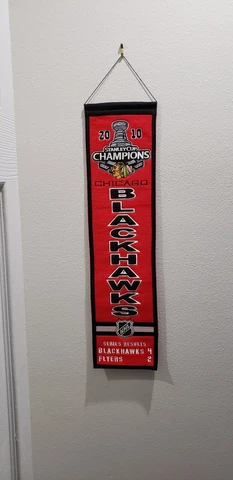 2010
STANLEY CUP
CHAMPIONS
CHICAGO
BLACKHAWKS
SERIES RESULTS
BLACKHAWKS 4
FLYERS 2